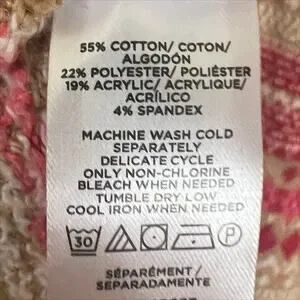 55% COTTON/ COTON/
ALGODÓN
22% POLYESTER/ POLIÉSTER
19% ACRYLIC/ ACRYLIQUE/
ACRÍLICO
4% SPANDEX
MACHINE WASH COLD
SEPARATELY
DELICATE CYCLE
ONLY NON-CHLORINE
BLEACH WHEN NEEDED
TUMBLE DRY LOW
COOL IRON WHEN NEEDED
30 P
SÉPARÉMENT /
SEPARADAMENTE